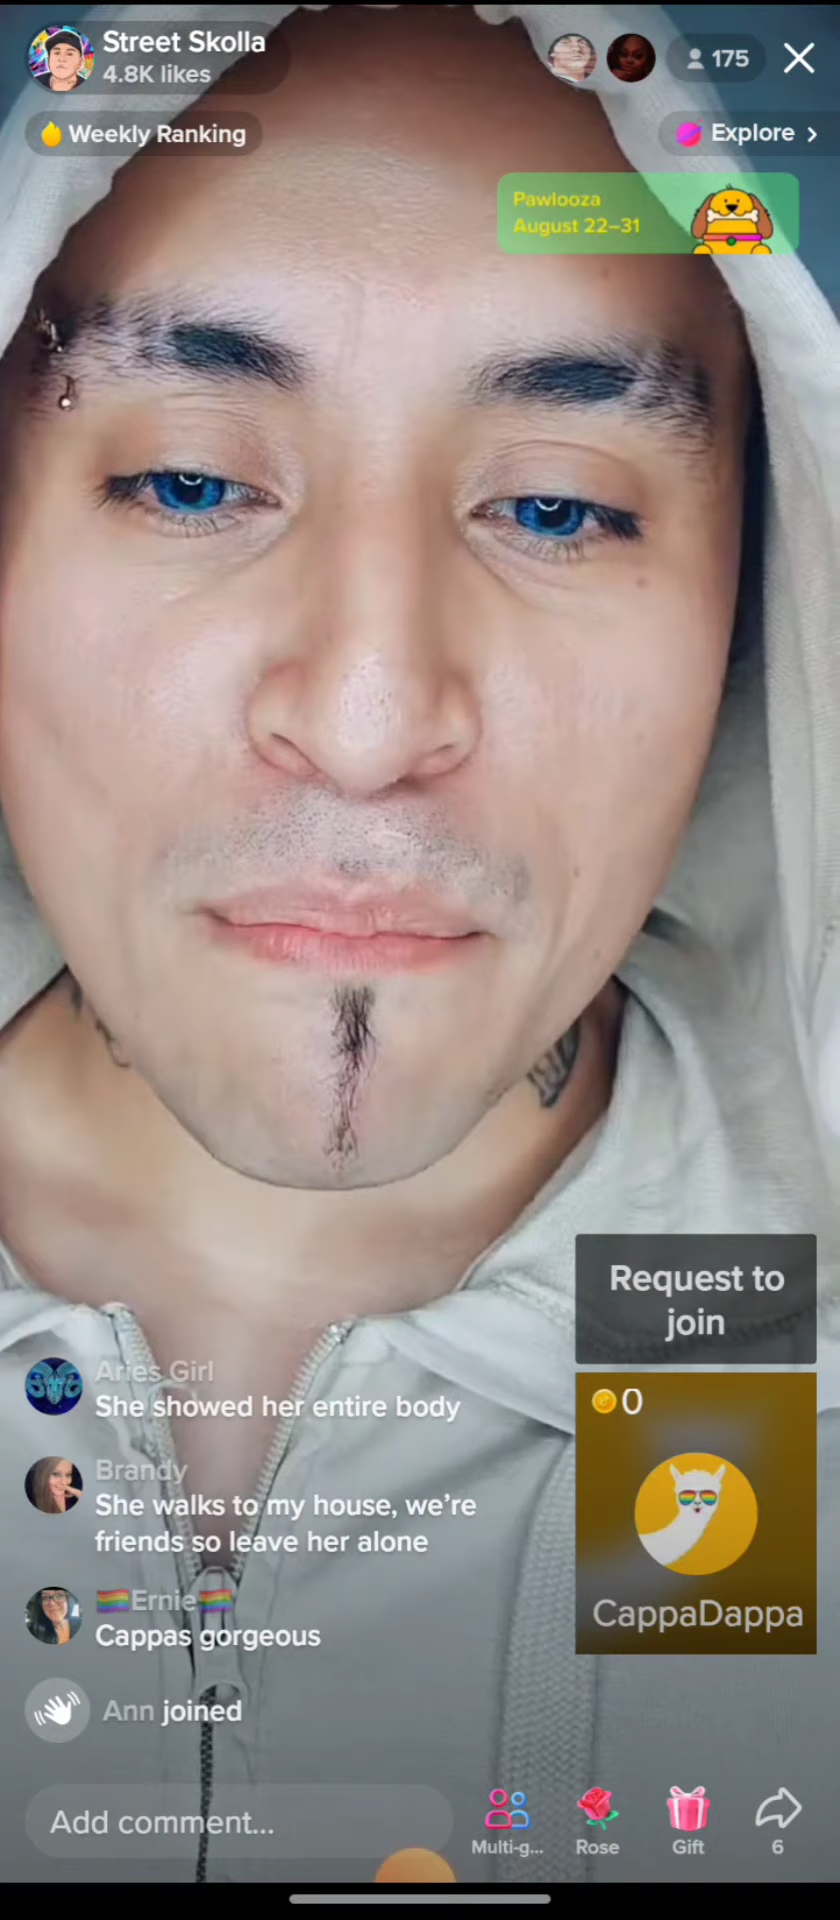 Street Skolla
4.8K likes
175
Weekly Ranking
Explore
Pawlooza
August 22–31
Request to
join
Aries Girl
She showed her entire body
0
Brandy
She walks to my house, we're
friends so leave her alone
Ernie
Cappas gorgeous
CappaDappa
Ann joined
Add comment...
Multi-g...
Rose
Gift
6